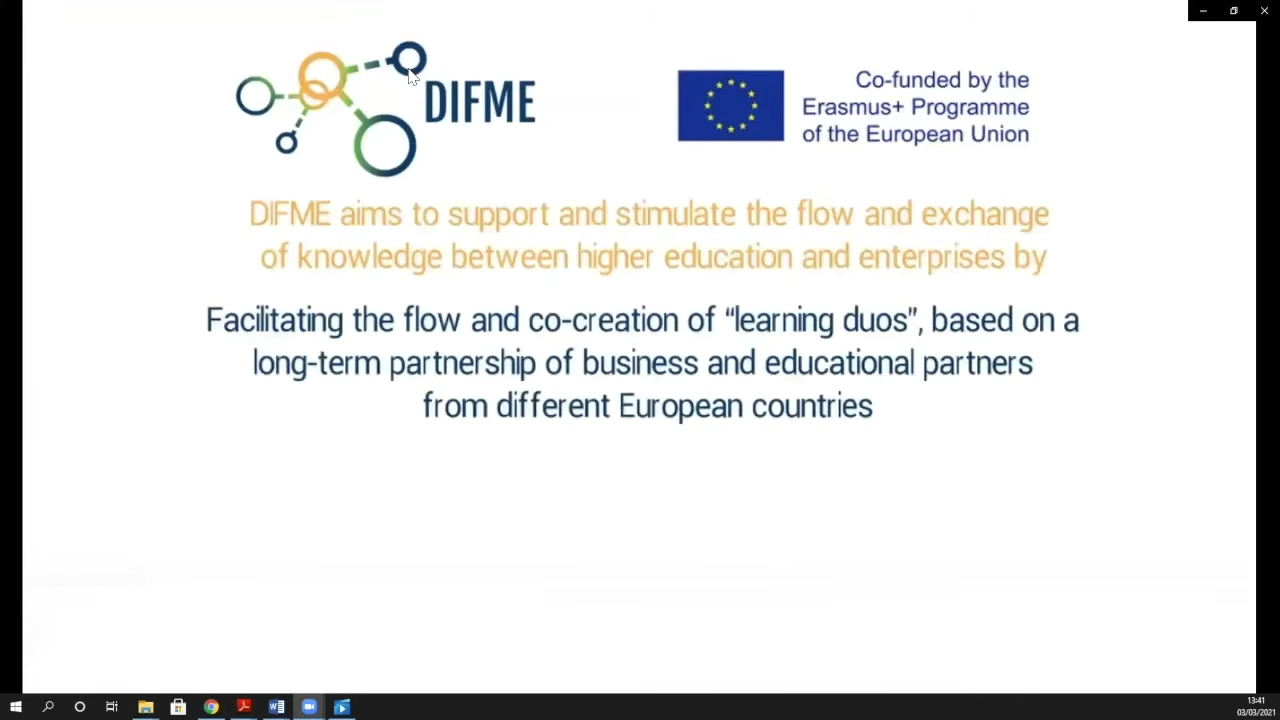 DIFME
Co-funded by the
Erasmus+ Programme
of the European Union
DIFME aims to support and stimulate the flow and exchange
of knowledge between higher education and enterprises by
Facilitating the flow and co-creation of “learning duos”, based on a
long-term partnership of business and educational partners
from different European countries
13:41
03/03/2021